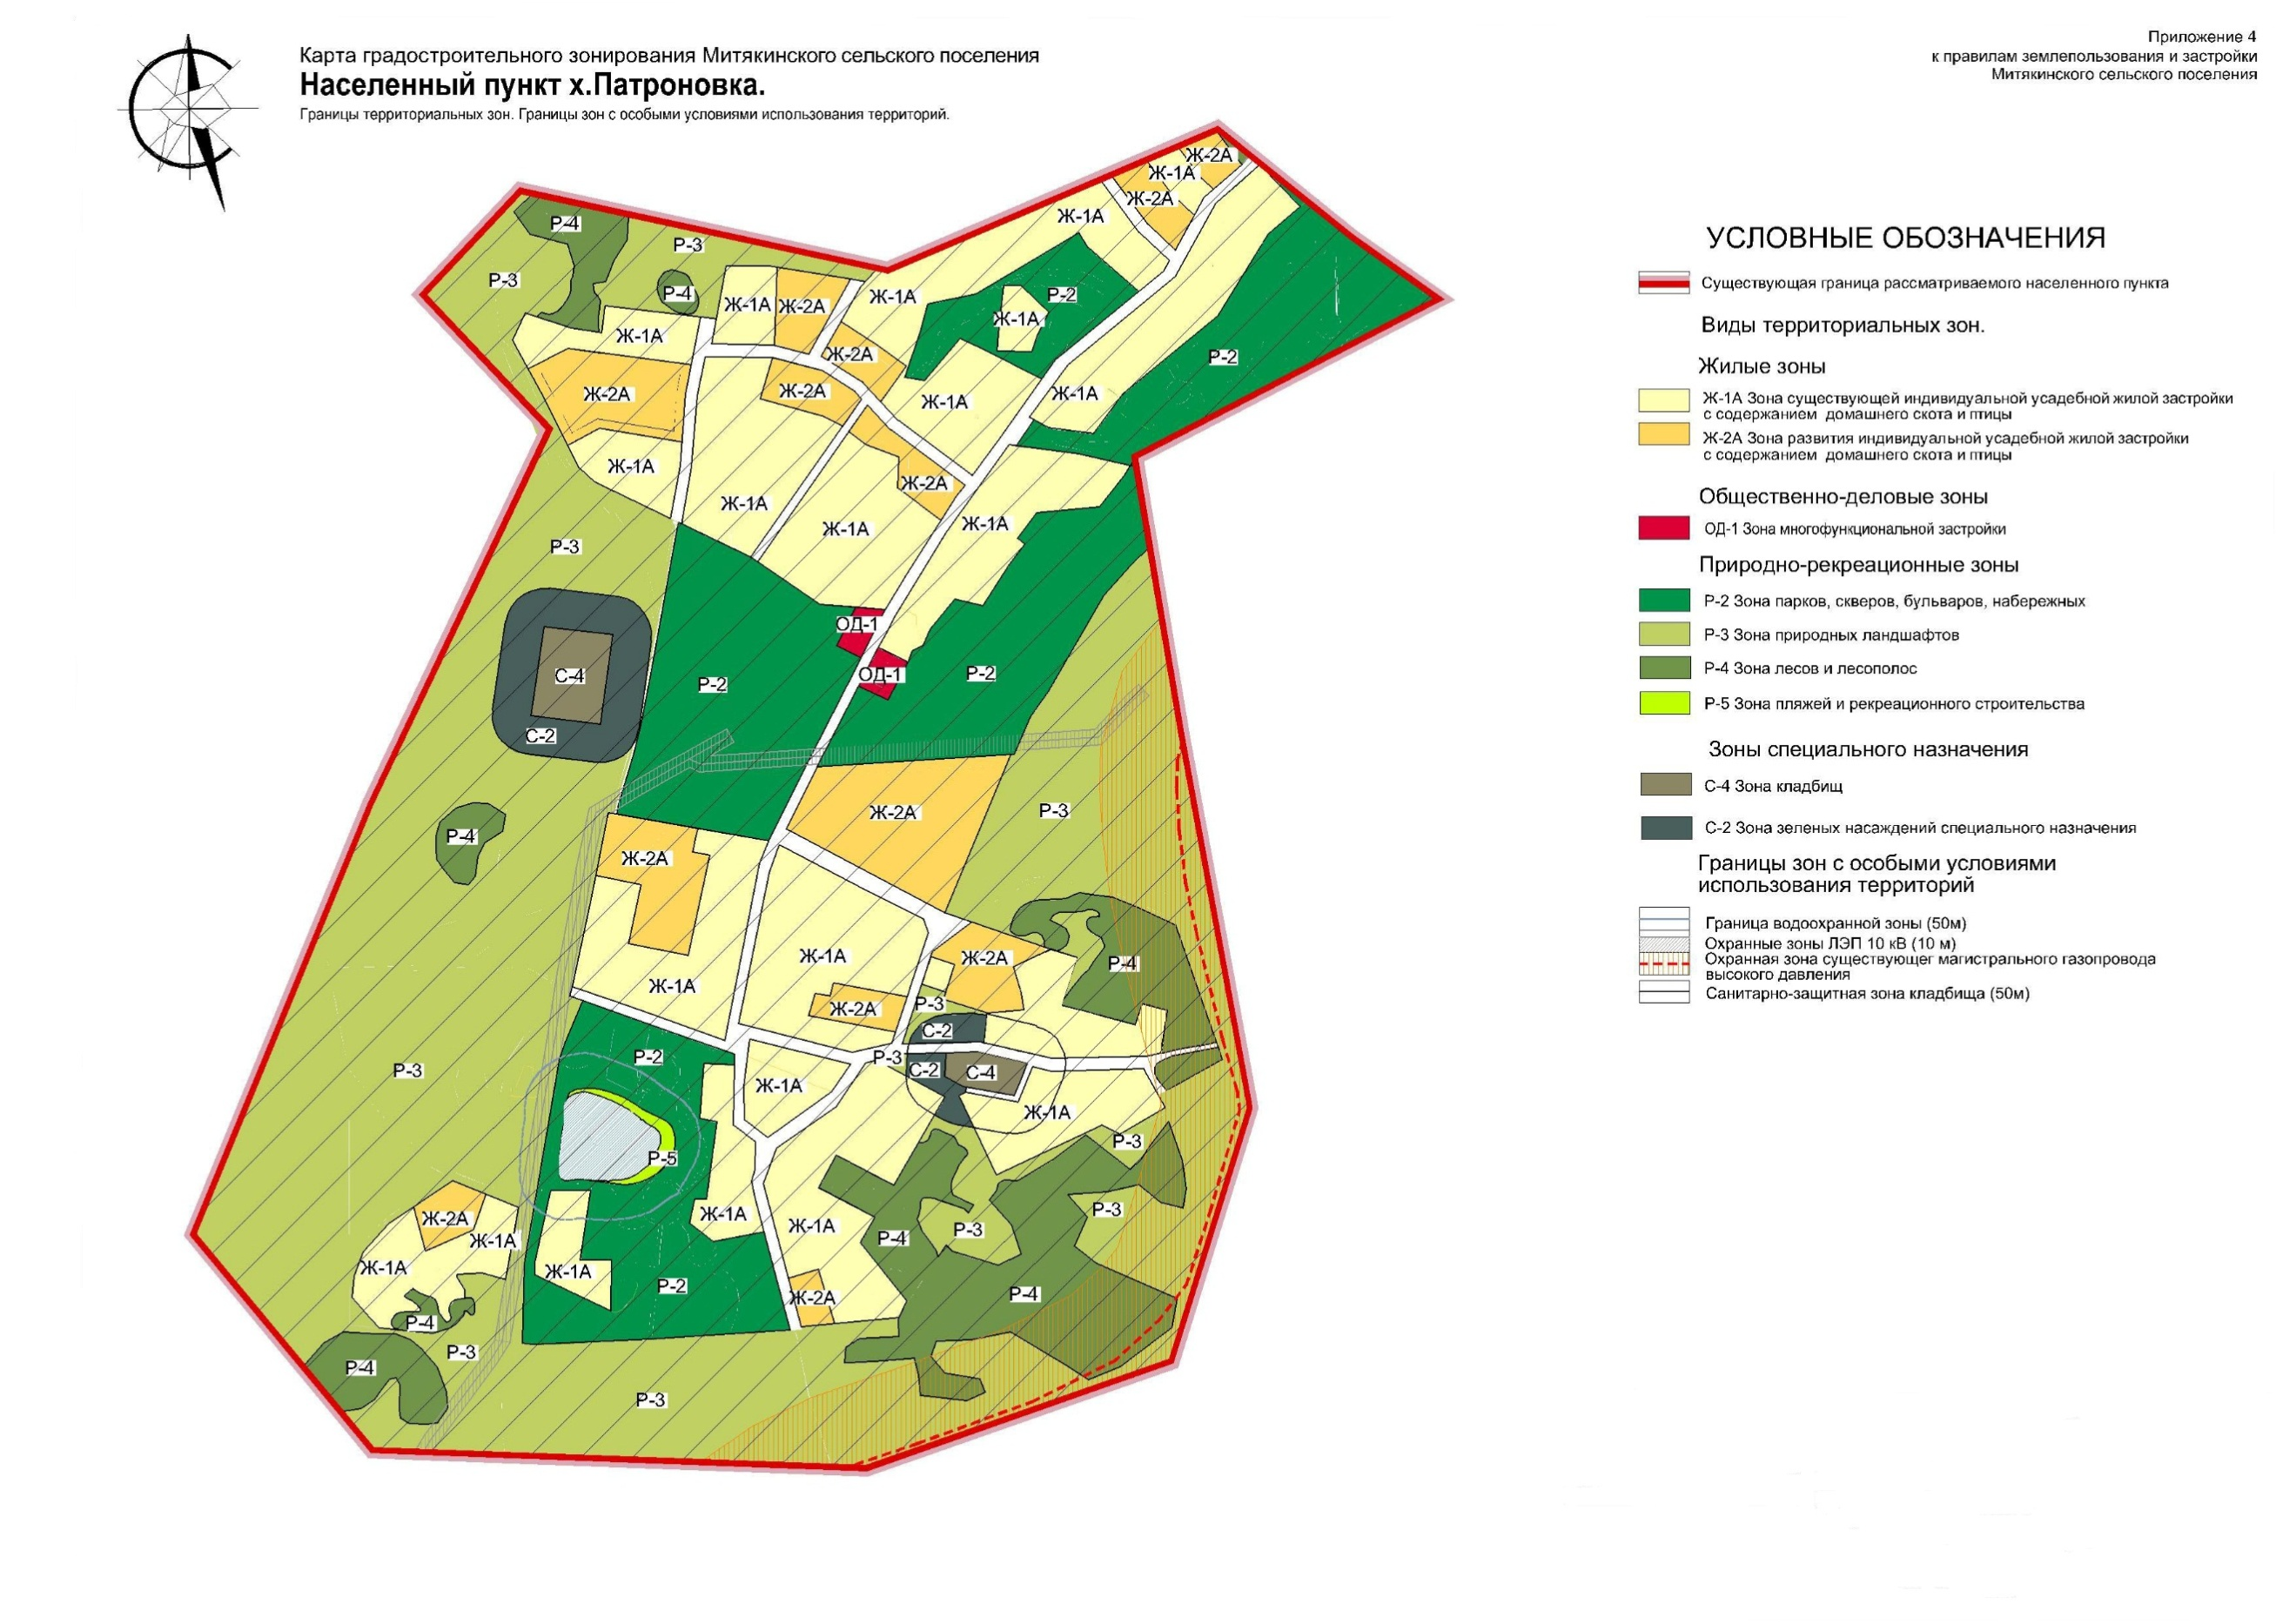 Карта градостроительного зонирования Митякинского сельского поселения
Населенный пункт х.Патроновка.
Границы территориальных зон. Границы зон с особыми условиями использования территорий.
Приложение 4
к правилам землепользования и застройки
Митякинского сельского поселения
Ж-2А
Ж-1А
Ж-2А
Ж-1А
Р-4
Р-3
Р-3
Р-4
Ж-1А
Ж-2А
Ж-1А
Р-2
Ж-1А
Ж-1А
Ж-2А
Р-2
Ж-2А
Ж-2А
Ж-1А
Ж-1А
Ж-1А
Ж-2А
Ж-1А
Ж-1А
Ж-1А
Р-3
ОД-1
С-4
Р-2
ОД-1
Р-2
С-2
Р-4
Ж-2А
Р-3
Ж-2А
Ж-1А
Ж-2А
Р-4
Ж-1А
Ж-2А
Р-3
С-2
Р-2
Р-3
Р-3
С-2
С-4
Ж-1А
Ж-1А
Р-3
Р-5
Ж-2А
Ж-1А
Ж-1А
Ж-1А
Р-4
Р-3
Р-3
Ж-1А
Ж-1А
Р-2
Ж-2А
Р-4
Р-4
Р-3
Р-4
Р-3
УСЛОВНЫЕ ОБОЗНАЧЕНИЯ
Существующая граница рассматриваемого населенного пункта
Виды территориальных зон.
Жилые зоны
Ж-1А Зона существующей индивидуальной усадебной жилой застройки
с содержанием домашнего скота и птицы
Ж-2А Зона развития индивидуальной усадебной жилой застройки
с содержанием домашнего скота и птицы
Общественно-деловые зоны
ОД-1 Зона многофункциональной застройки
Природно-рекреационные зоны
Р-2 Зона парков, скверов, бульваров, набережных
Р-3 Зона природных ландшафтов
Р-4 Зона лесов и лесополос
Р-5 Зона пляжей и рекреационного строительства
Зоны специального назначения
С-4 Зона кладбищ
С-2 Зона зеленых насаждений специального назначения
Границы зон с особыми условиями
использования территорий
Граница водоохранной зоны (50м)
Охранные зоны ЛЭП 10 кВ (10 м)
Охранная зона существующег магистрального газопровода
высокого давления
Санитарно-защитная зона кладбища (50м)